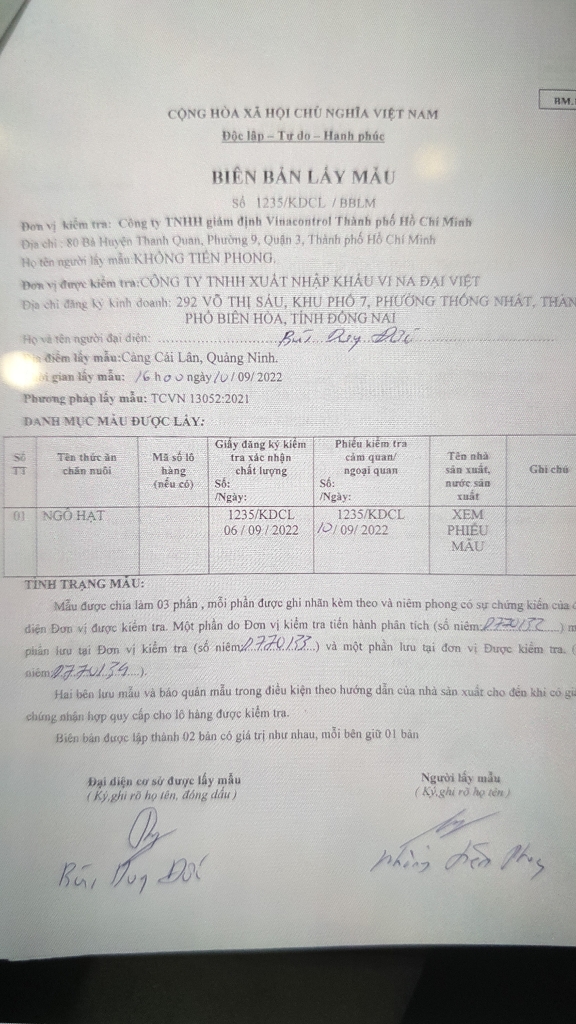 BM.
CỘNG HÒA XÃ HỘI CHỦ NGHĨA VIỆT NAM
Độc lập – Tự do – Hạnh phúc
BIÊN BẢN LẤY MẪU
Số 1235/KDCL / BBLM
Đơn vị kiểm tra: Công ty TNHH giám định Vinacontrol Thành phố Hồ Chí Minh
Địa chỉ : 80 Bà Huyện Thanh Quan, Phường 9, Quận 3, Thành phố Hồ Chí Minh
Họ tên người lấy mẫu:KHÔNG TIẾN PHONG.
Đơn vị được kiểm tra:CÔNG TY TNHH XUẤT NHẬP KHẨU VI NA ĐẠI VIỆT
Địa chỉ đăng ký kinh doanh: 292 VÕ THỊ SÁU, KHU PHỐ 7, PHƯỜNG THỐNG NHẤT, THÀN
PHỐ BIÊN HÒA, TỈNH ĐỒNG NAI
Họ và tên người đại diện: Bùi Duy
điểm lấy mẫu:Cảng Cái Lân, Quảng Ninh.
i gian lấy mẫu: 16 h 00 ngày 10 / 09/ 2022
Phương pháp lấy mẫu: TCVN 13052:2021
DANH MỤC MẪU ĐƯỢC LẤY:
Số TT Tên thức ăn chăn nuôi Mã số lô hàng (nếu có) Giấy đăng ký kiểm tra xác nhận chất lượng Số: /Ngày: Phiếu kiểm tra cảm quan/ ngoại quan Số: /Ngày: Tên nhà sản xuất, nước sản xuất Ghi chú
01 NGÔ HẠT 1235/KDCL 06 / 09 / 2022 1235/KDCL 10/ 09/ 2022 XEM PHIẾU MẪU
TÌNH TRẠNG MẪU:
Mẫu được chia làm 03 phần , mỗi phần được ghi nhãn kèm theo và niêm phong có sự chứng kiến của
diện Đơn vị được kiểm tra. Một phần do Đơn vị kiểm tra tiến hành phân tích (số niêm 0770132 ) m
phần lưu tại Đơn vị kiểm tra (số niêm 0770133 ) và một phần lưu tại đơn vị Được kiểm tra. (
niêm 0770134 ).
Hai bên lưu mẫu và bảo quản mẫu trong điều kiện theo hướng dẫn của nhà sản xuất cho đến khi có giấ
chứng nhận hợp quy cấp cho lô hàng được kiểm tra.
Biên bản được lập thành 02 bản có giá trị như nhau, mỗi bên giữ 01 bản
Đại diện cơ sở được lấy mẫu
( Ký,ghi rõ họ tên, đóng dấu )
Người lấy mẫu
( Ký,ghi rõ họ tên)
Bùi Duy